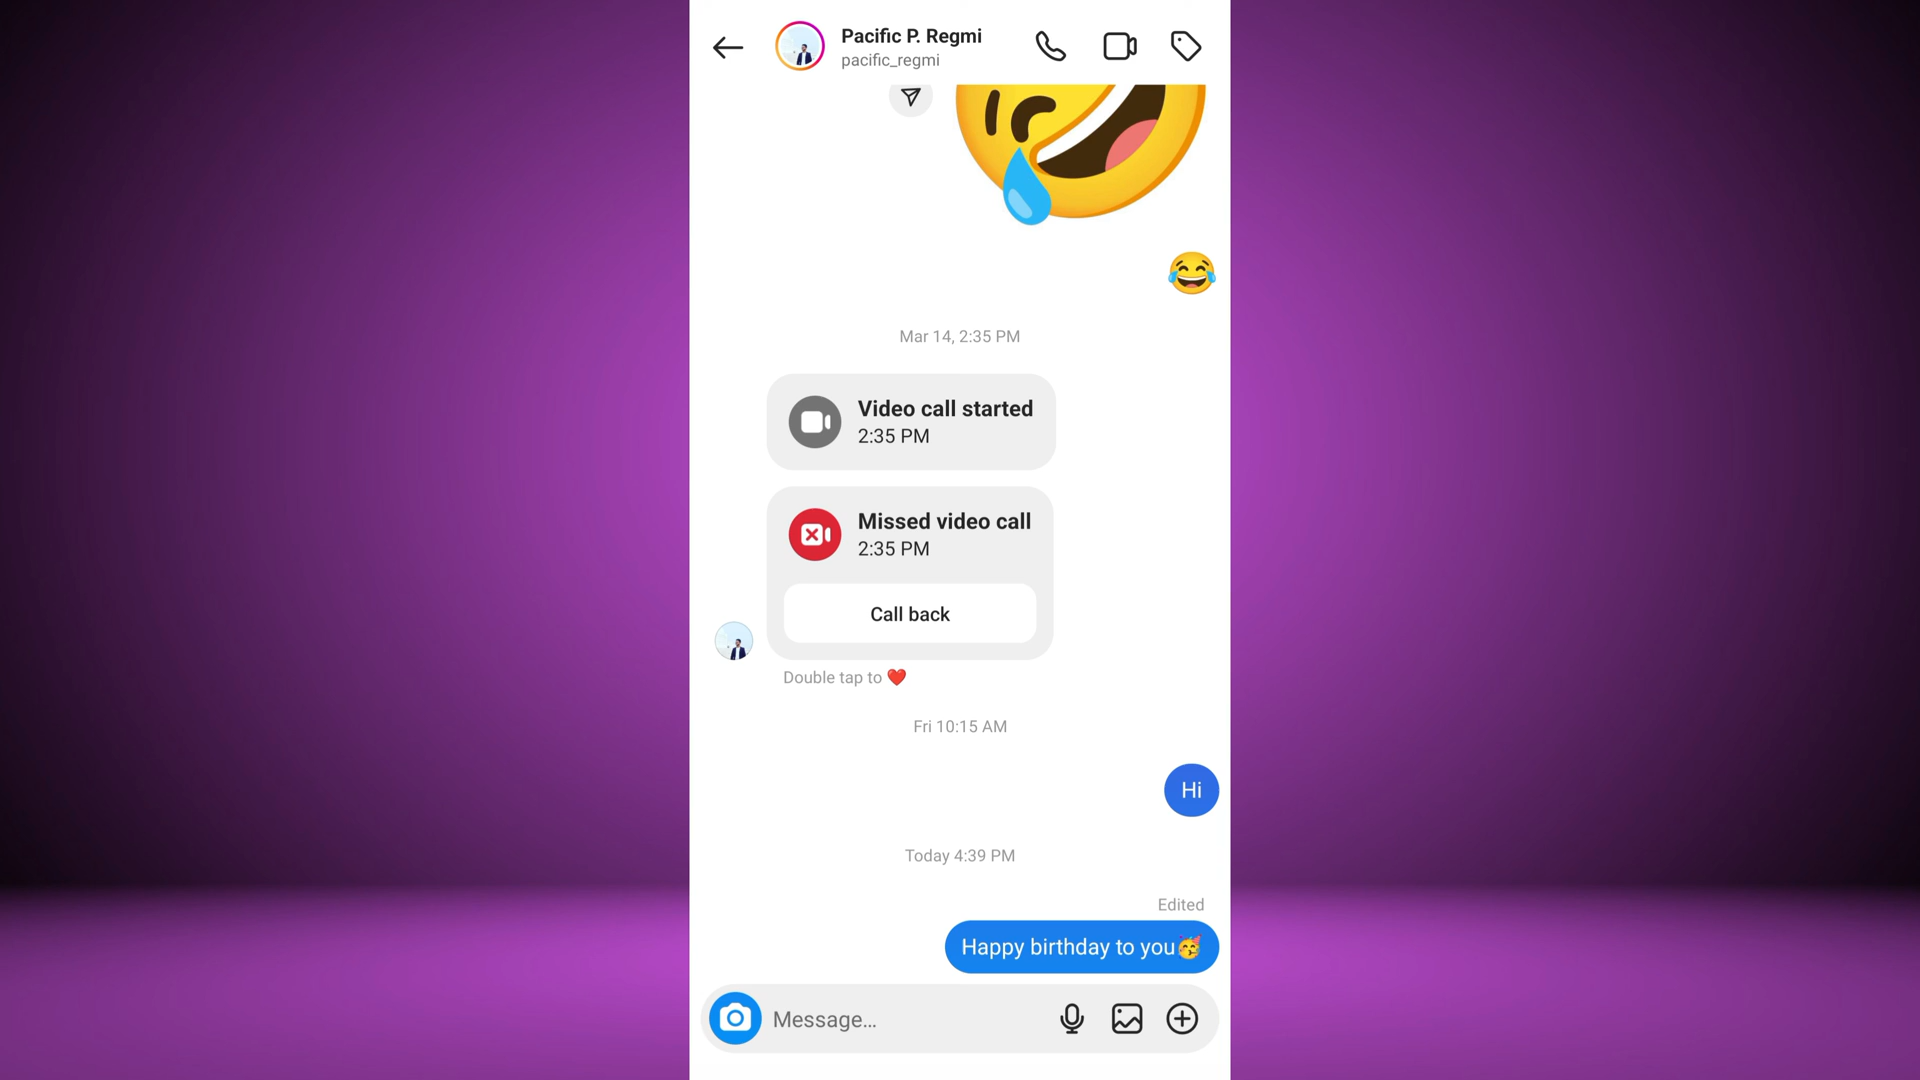 Pacific P. Regmi
pacific_regmi
😂
Mar 14, 2:35 PM
Video call started
2:35 PM
Missed video call
2:35 PM
Call back
Double tap to ❤️
Fri 10:15 AM
Hi
Today 4:39 PM
Edited
Happy birthday to you🥳
Message...